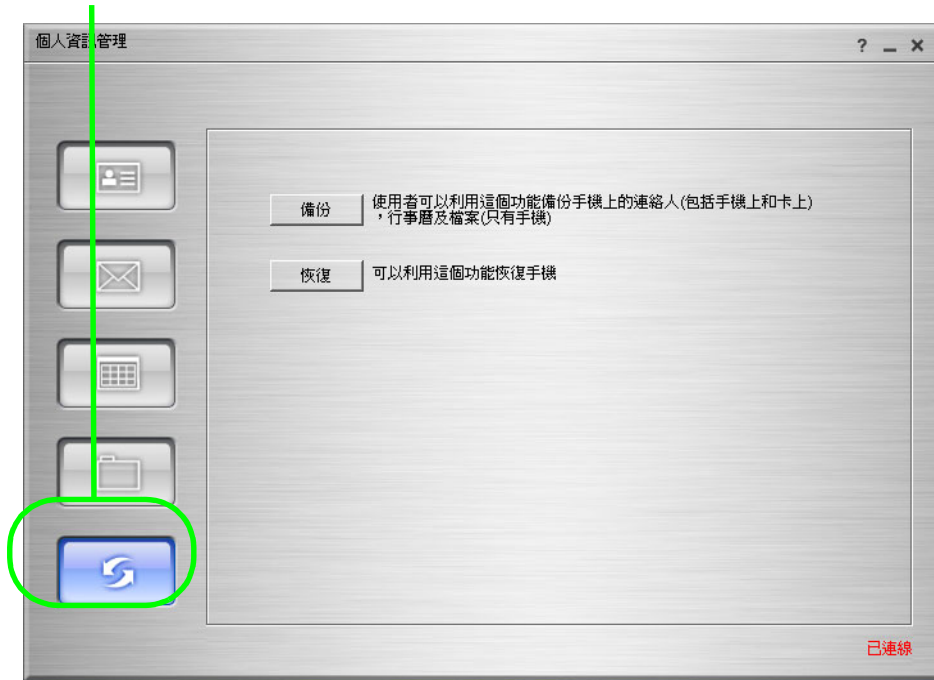 個人資訊管理
? _ ×
備份
使用者可以利用這個功能備份手機上的連絡人(包括手機上和卡上)
，行事曆及檔案(只有手機)
恢復
可以利用這個功能恢復手機
已連線